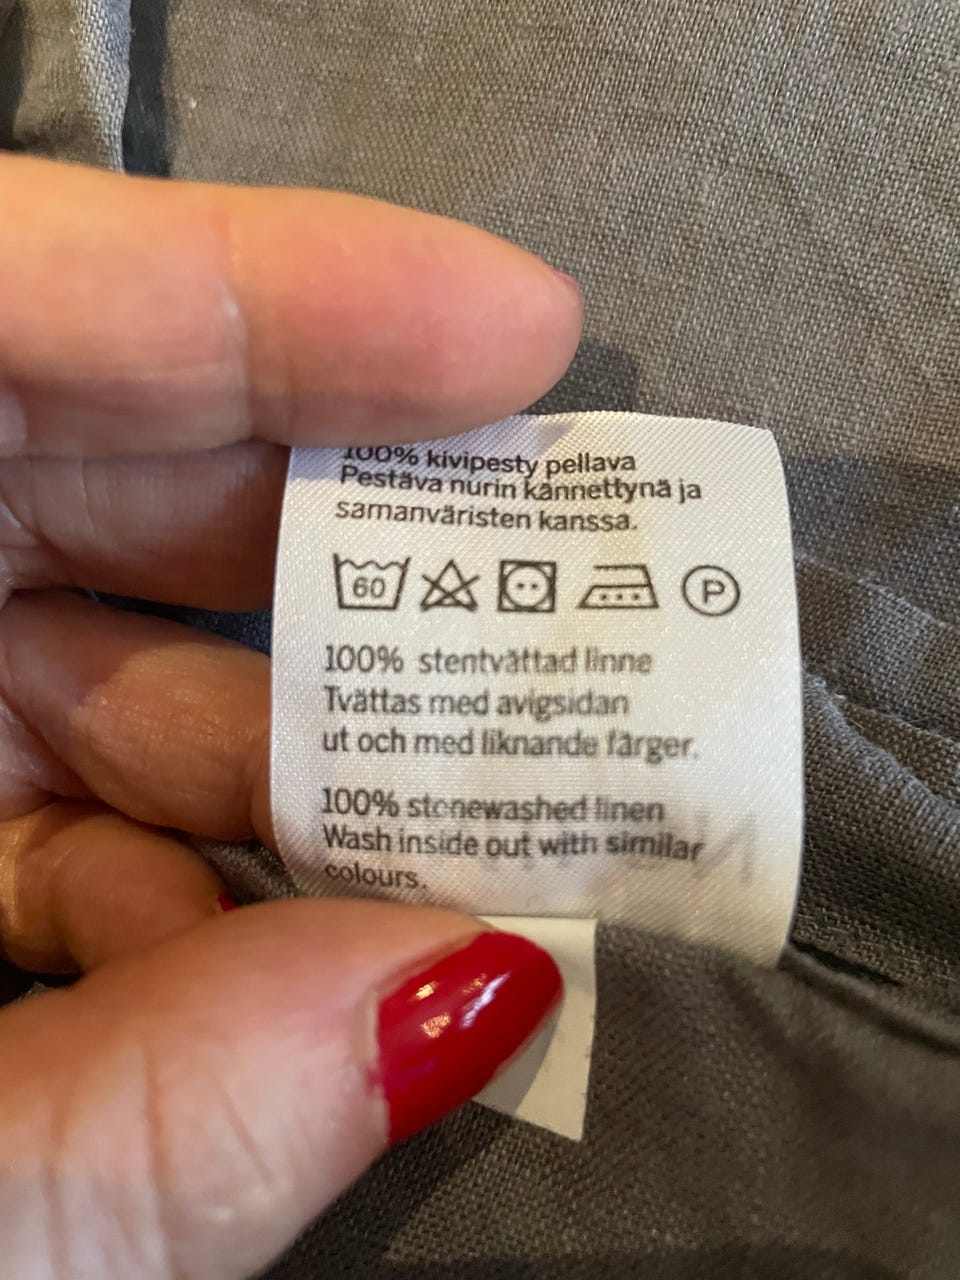 100% kivipesty pellava
Pestävä nurin kännettynä ja
samanväristen kanssa.
60 P
100% stentvättad linne
Tvättas med avigsidan
ut och med liknande färger.
100% stonewashed linen
Wash inside out with similar
colours.